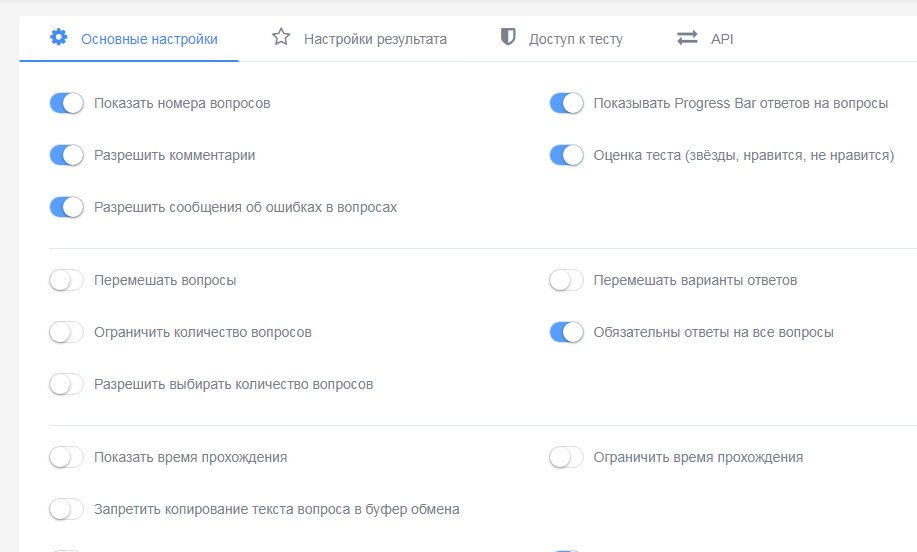 Основные настройки
Настройки результата
Доступ к тесту
API
Показать номера вопросов
Показывать Progress Bar ответов на вопросы
Разрешить комментарии
Оценка теста (звёзды, нравится, не нравится)
Разрешить сообщения об ошибках в вопросах
Перемешать вопросы
Перемешать варианты ответов
Ограничить количество вопросов
Обязательны ответы на все вопросы
Разрешить выбирать количество вопросов
Показать время прохождения
Ограничить время прохождения
Запретить копирование текста вопроса в буфер обмена